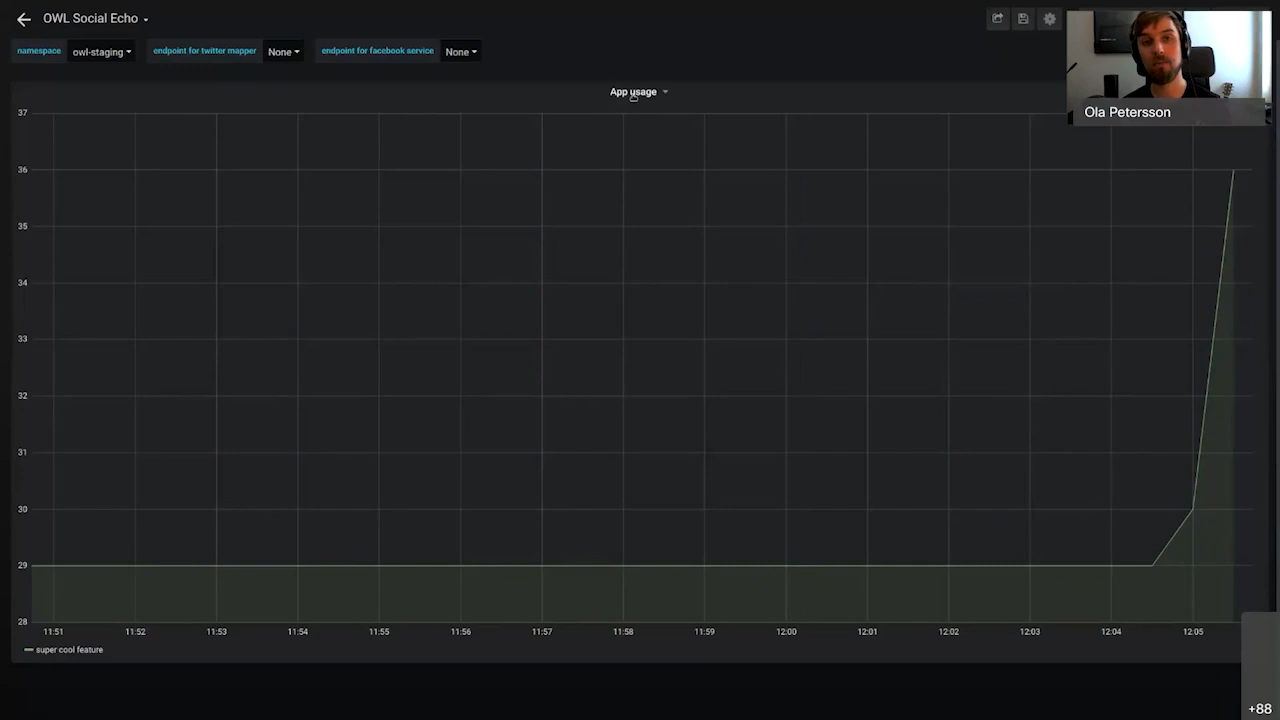 OWL Social Echo
namespace owl-staging endpoint for twitter mapper None endpoint for facebook service None
Ola Petersson
App usage
37
36
35
34
33
32
31
30
29
28
11:51 11:52 11:53 11:54 11:55 11:56 11:57 11:58 11:59 12:00 12:01 12:02 12:03 12:04 12:05
super cool feature
+88